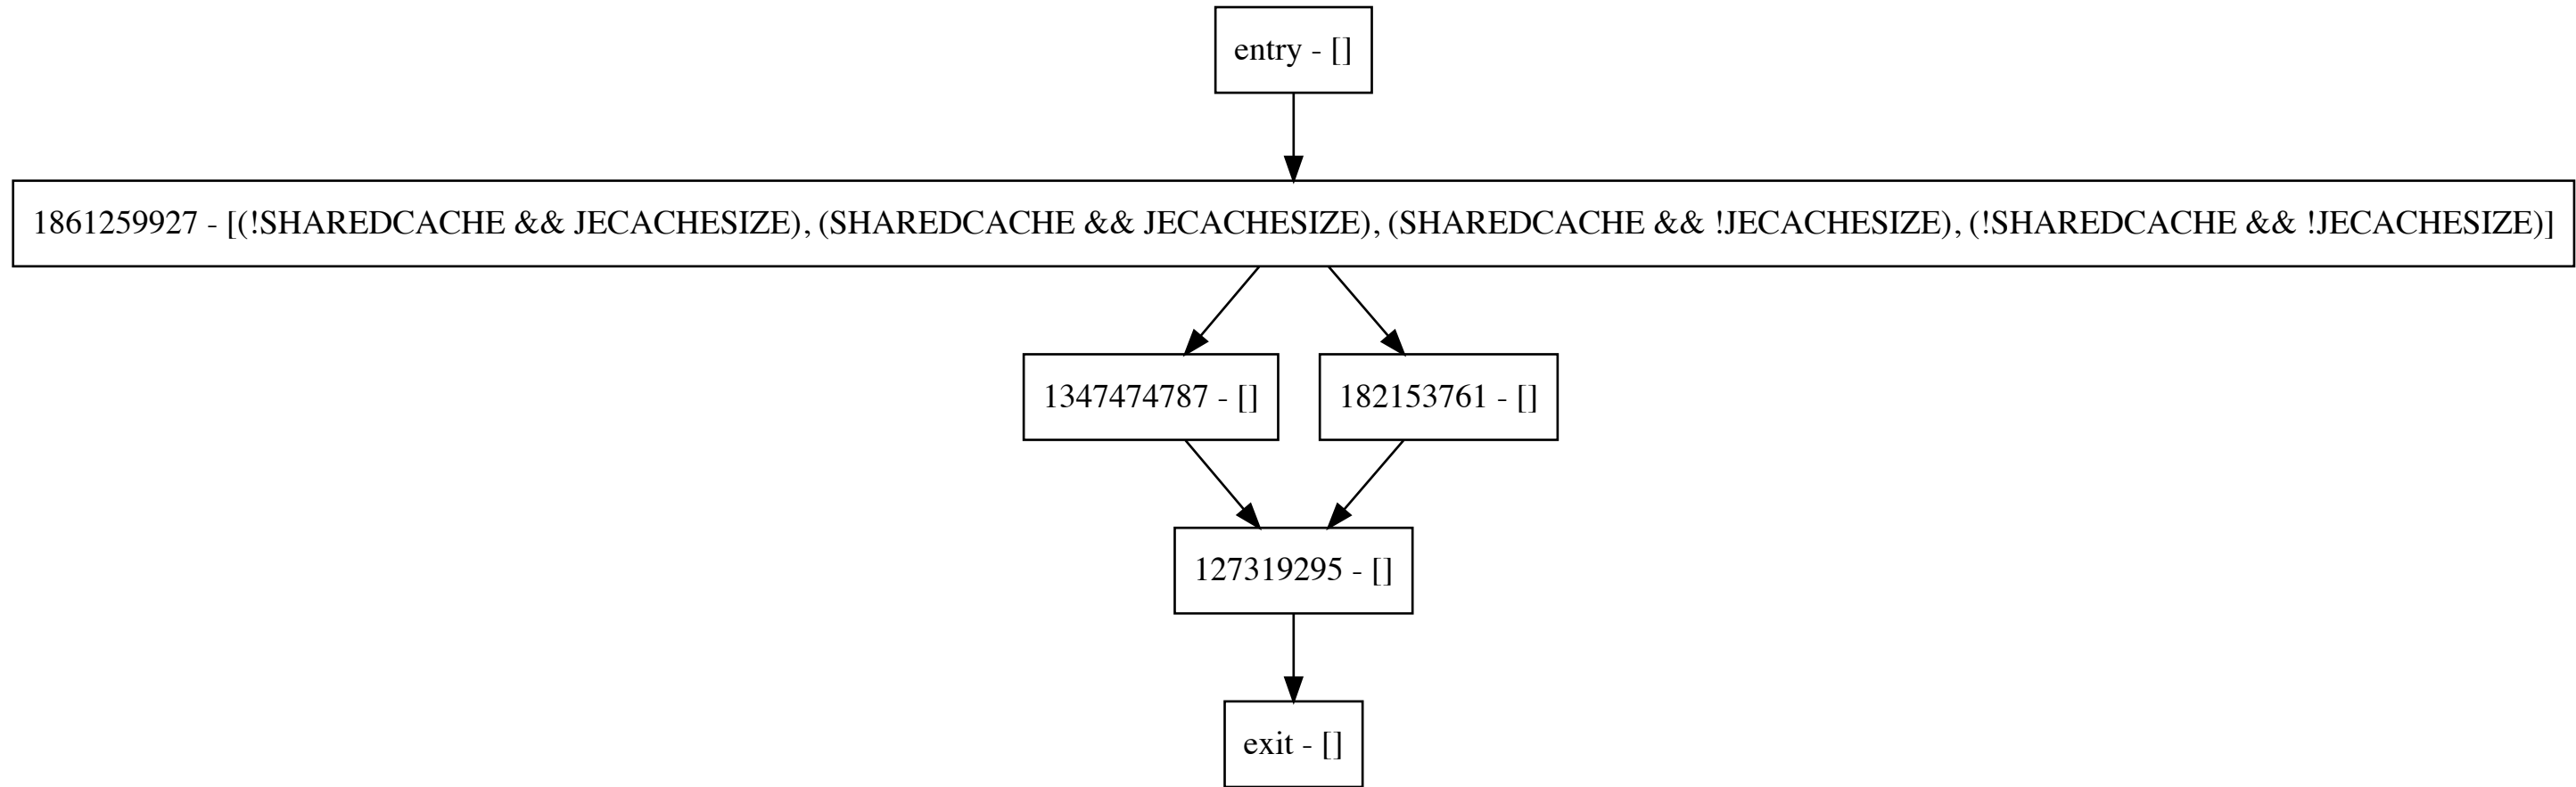 entry - []
1861259927 - [(!SHAREDCACHE && JECACHESIZE), (SHAREDCACHE && JECACHESIZE), (SHAREDCACHE && !JECACHESIZE), (!SHAREDCACHE && !JECACHESIZE)]
1347474787 - []
182153761 - []
127319295 - []
exit - []